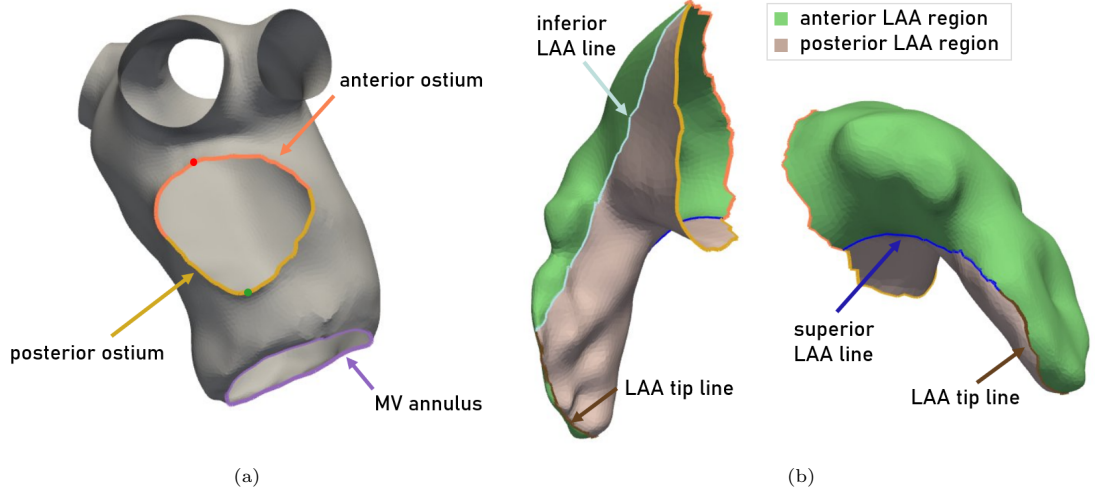 anterior ostium
posterior ostium
MV annulus
(a)
inferior
LAA line
anterior LAA region
posterior LAA region
LAA tip line
superior
LAA line
LAA tip line
(b)